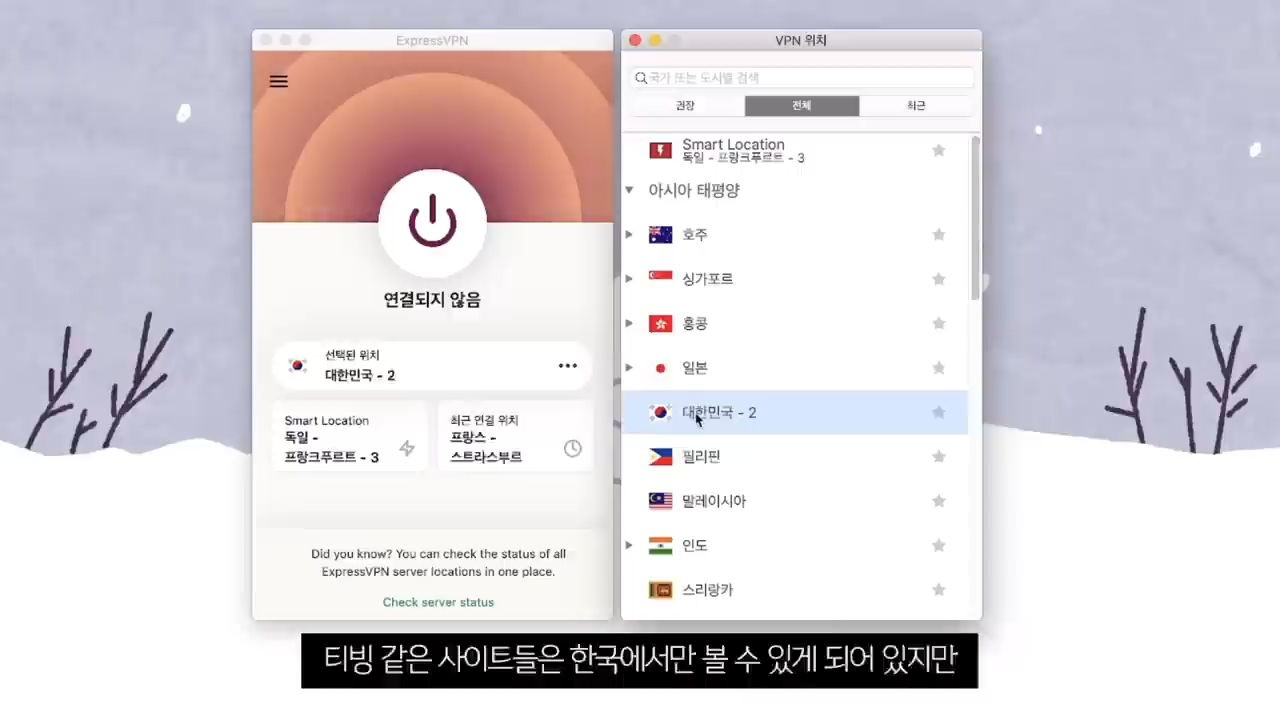 ExpressVPN
연결되지 않음
선택된 위치
대한민국 - 2
Smart Location
독일 -
프랑크푸르트 - 3
최근 연결 위치
프랑스 -
스트라스부르
Did you know? You can check the status of all
ExpressVPN server locations in one place.
Check server status
VPN 위치
국가 또는 도시별 검색
권장 전체 최근
Smart Location
독일 - 프랑크푸르트 - 3
아시아 태평양
호주
싱가포르
홍콩
일본
대한민국 - 2
필리핀
말레이시아
인도
스리랑카
티빙 같은 사이트들은 한국에서만 볼 수 있게 되어 있지만